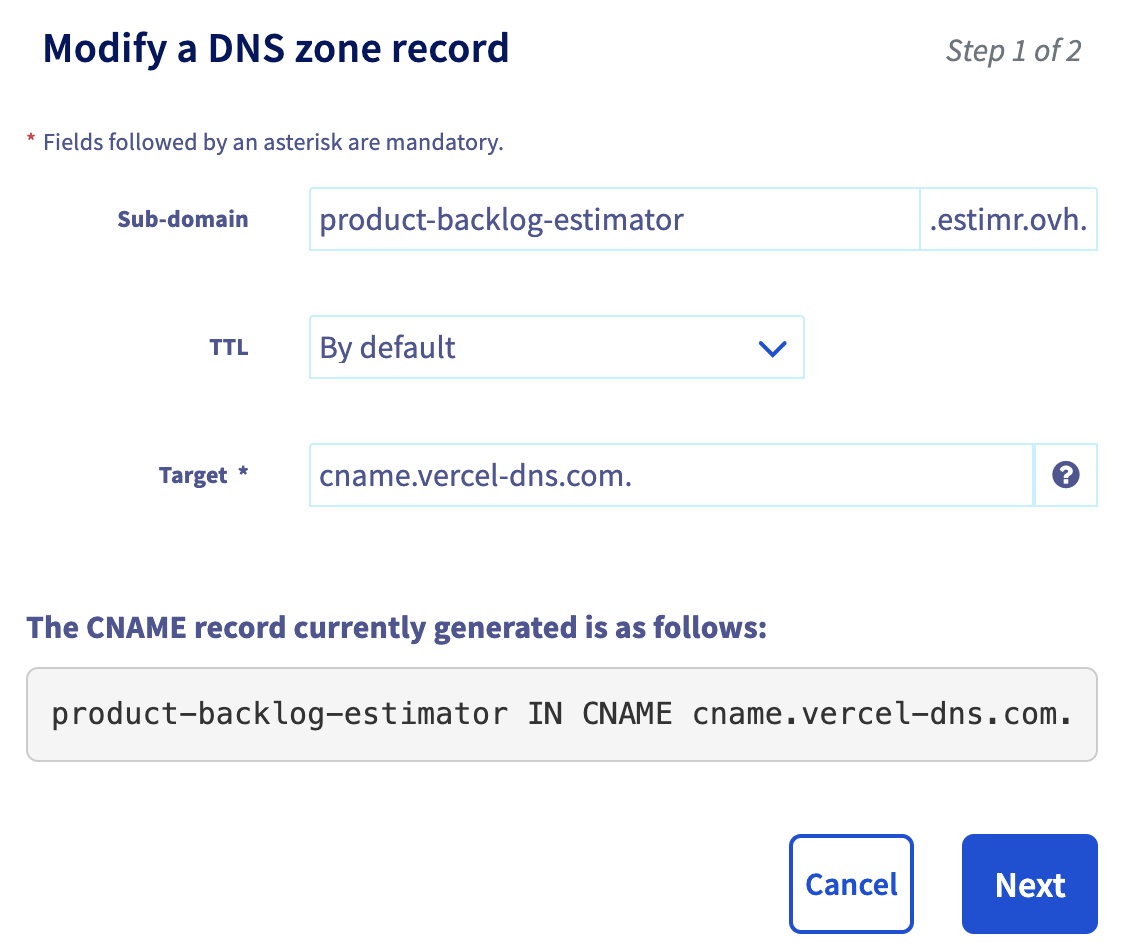 Modify a DNS zone record
Step 1 of 2
* Fields followed by an asterisk are mandatory.
Sub-domain product-backlog-estimator .estimr.ovh.
TTL By default
Target * cname.vercel-dns.com. ?
The CNAME record currently generated is as follows:
product-backlog-estimator IN CNAME cname.vercel-dns.com.
Cancel Next